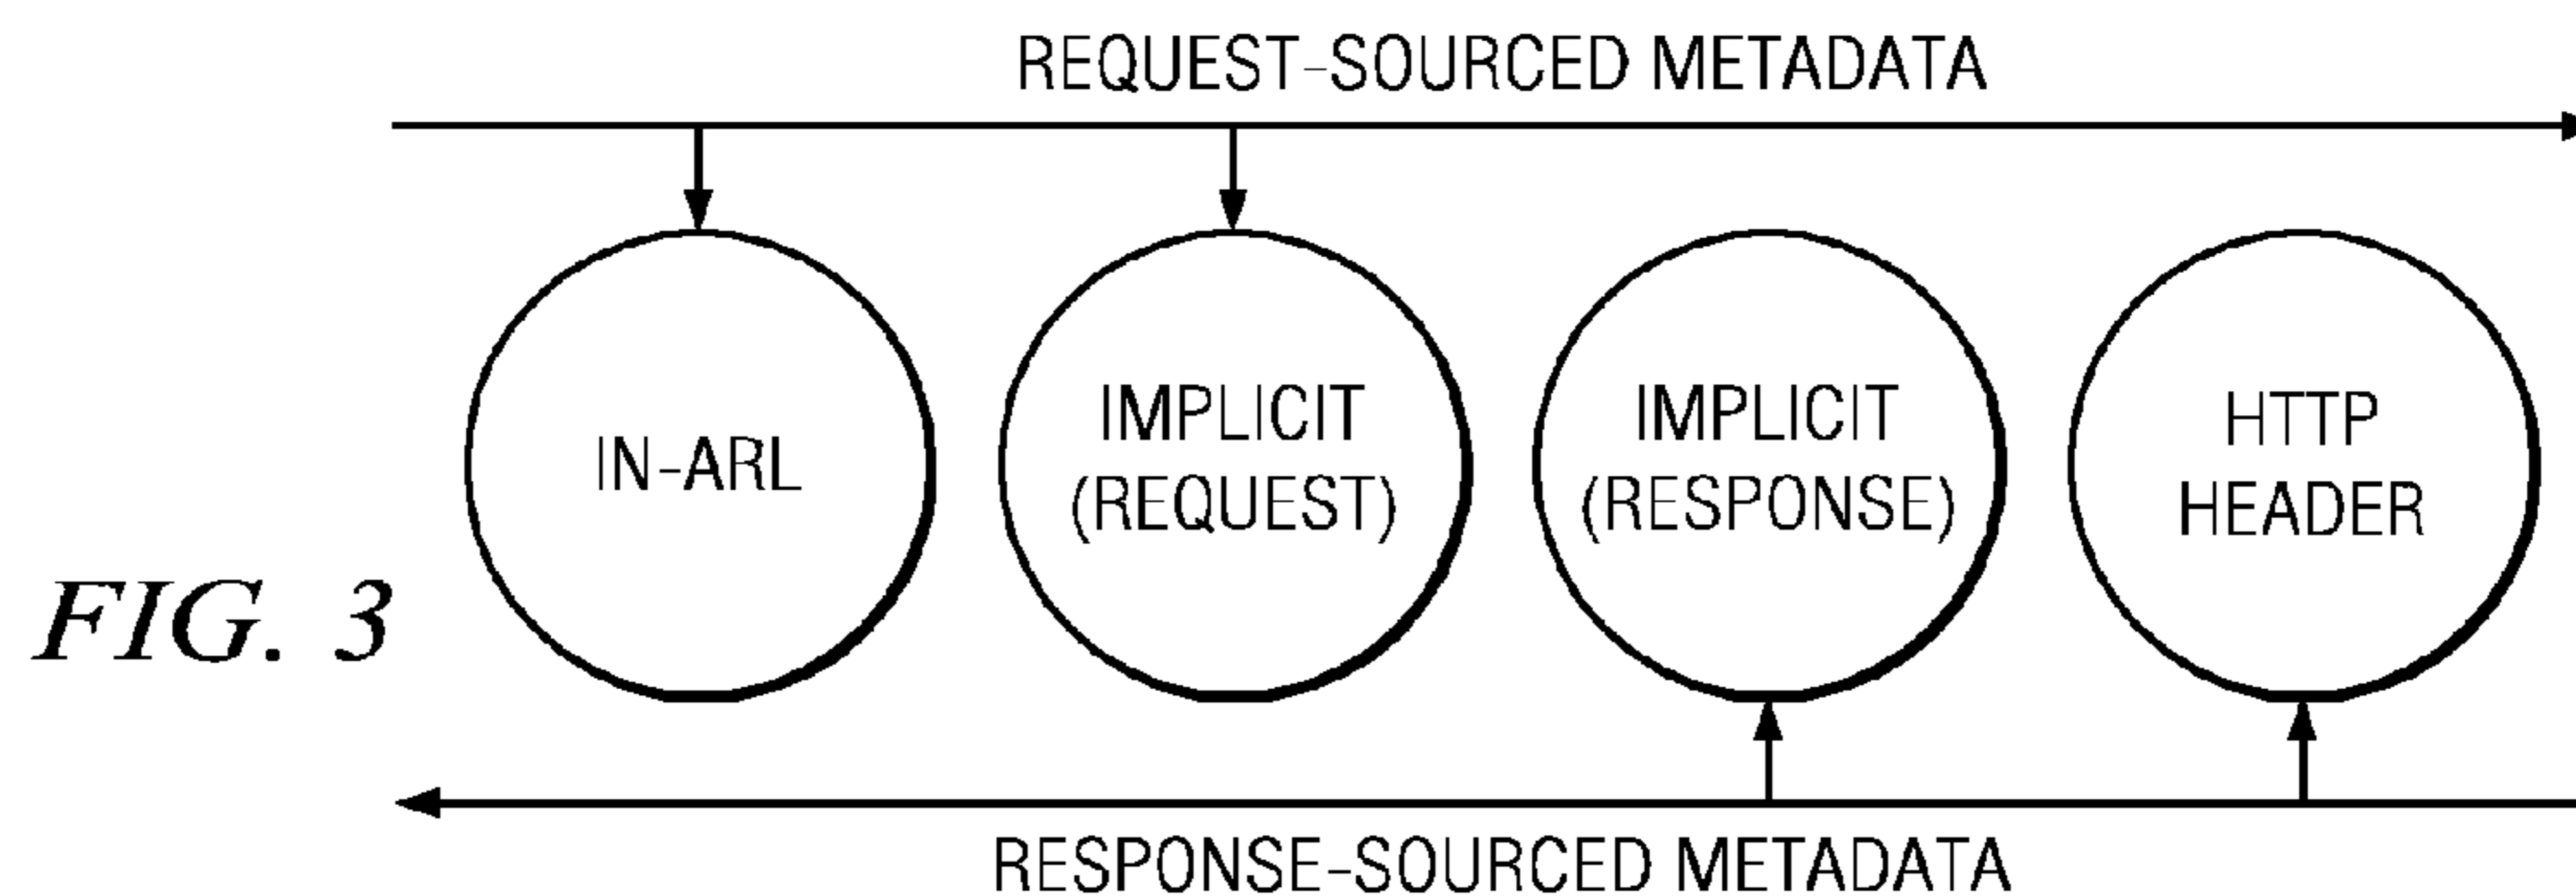 REQUEST-SOURCED METADATA
IN-ARL
IMPLICIT
(REQUEST)
IMPLICIT
(RESPONSE)
HTTP
HEADER
FIG. 3
RESPONSE-SOURCED METADATA